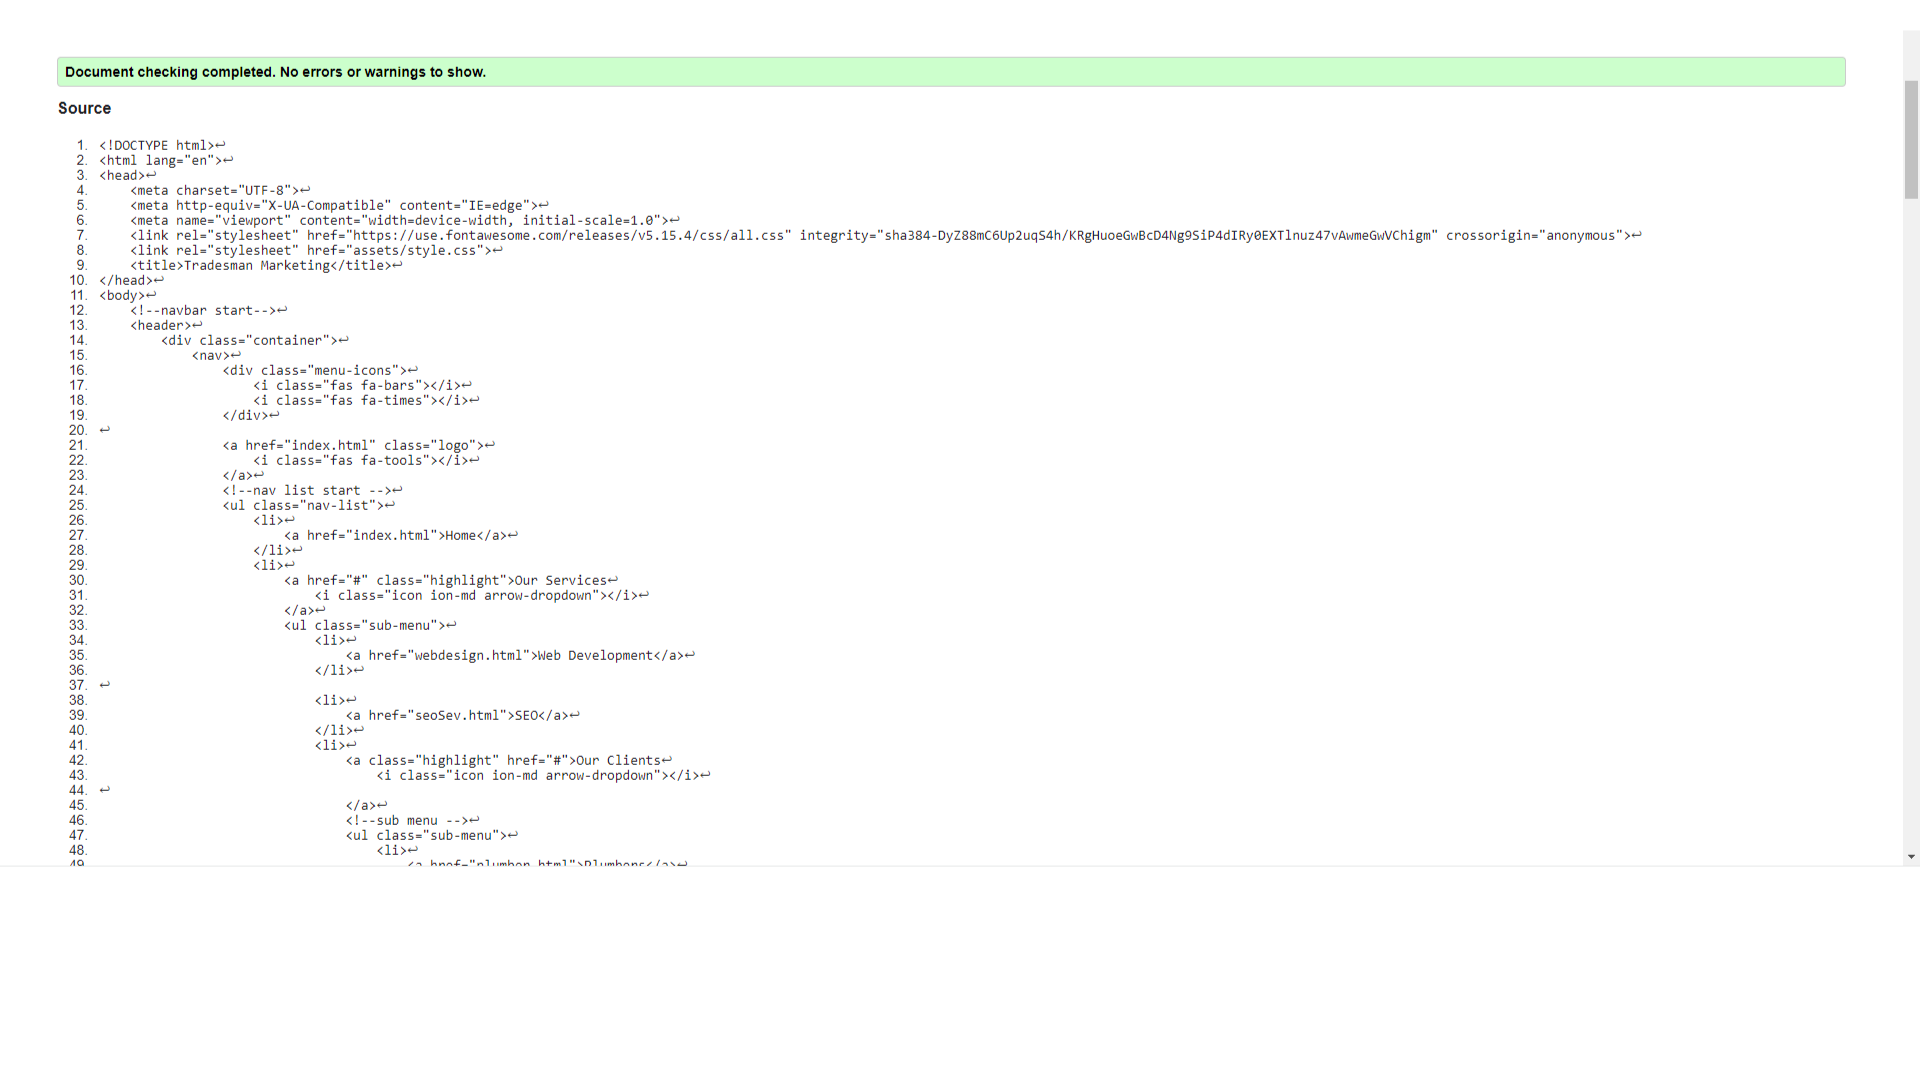 Document checking completed. No errors or warnings to show.
Source
1. <!DOCTYPE html>↩
2. <html lang="en">↩
3. <head>↩
4.     <meta charset="UTF-8">↩
5.     <meta http-equiv="X-UA-Compatible" content="IE=edge">↩
6.     <meta name="viewport" content="width=device-width, initial-scale=1.0">↩
7.     <link rel="stylesheet" href="https://use.fontawesome.com/releases/v5.15.4/css/all.css" integrity="sha384-DyZ88mC6Up2uqS4h/KRgHuoeGwBcD4Ng9SiP4dIRy0EXTlnuz47vAwmeGwVChigm" crossorigin="anonymous">↩
8.     <link rel="stylesheet" href="assets/style.css">↩
9.     <title>Tradesman Marketing</title>↩
10. </head>↩
11. <body>↩
12.     <!--navbar start-->↩
13.     <header>↩
14.         <div class="container">↩
15.             <nav>↩
16.                 <div class="menu-icons">↩
17.                     <i class="fas fa-bars"></i>↩
18.                     <i class="fas fa-times"></i>↩
19.                 </div>↩
20. ↩
21.                 <a href="index.html" class="logo">↩
22.                     <i class="fas fa-tools"></i>↩
23.                 </a>↩
24.                 <!--nav list start -->↩
25.                 <ul class="nav-list">↩
26.                     <li>↩
27.                         <a href="index.html">Home</a>↩
28.                     </li>↩
29.                     <li>↩
30.                         <a href="#" class="highlight">Our Services↩
31.                             <i class="icon ion-md arrow-dropdown"></i>↩
32.                         </a>↩
33.                         <ul class="sub-menu">↩
34.                             <li>↩
35.                                 <a href="webdesign.html">Web Development</a>↩
36.                             </li>↩
37. ↩
38.                             <li>↩
39.                                 <a href="seoSev.html">SEO</a>↩
40.                             </li>↩
41.                             <li>↩
42.                                 <a class="highlight" href="#">Our Clients↩
43.                                     <i class="icon ion-md arrow-dropdown"></i>↩
44. ↩
45.                                 </a>↩
46.                                 <!--sub menu -->↩
47.                                 <ul class="sub-menu">↩
48.                                     <li>↩
49.                                         <a href="plumber.html">Plumbers</a>↩